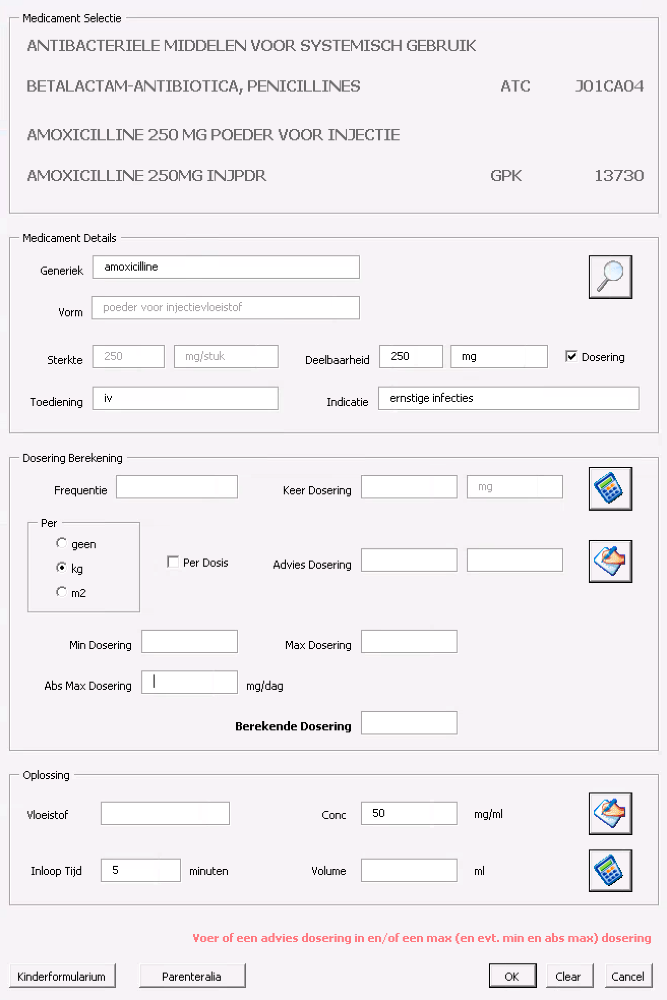 Medicament Selectie
ANTIBACTERIELE MIDDELEN VOOR SYSTEMISCH GEBRUIK
BETALACTAM-ANTIBIOTICA, PENICILLINES ATC J01CA04
AMOXICILLINE 250 MG POEDER VOOR INJECTIE
AMOXICILLINE 250MG INJPDR GPK 13730
Medicament Details
Generiek amoxicilline
Vorm poeder voor injectievloeistof
Sterkte 250 mg/stuk Deelbaarheid 250 mg Dosering
Toediening iv Indicatie ernstige infecties
Dosering Berekening
Frequentie Keer Dosering mg
Per
geen
kg
m2
Per Dosis Advies Dosering
Min Dosering Max Dosering
Abs Max Dosering mg/dag
Berekende Dosering
Oplossing
Vloeistof Conc 50 mg/ml
Inloop Tijd 5 minuten Volume ml
Voer of een advies dosering in en/of een max (en evt. min en abs max) dosering
Kinderformularium Parenteralia OK Clear Cancel